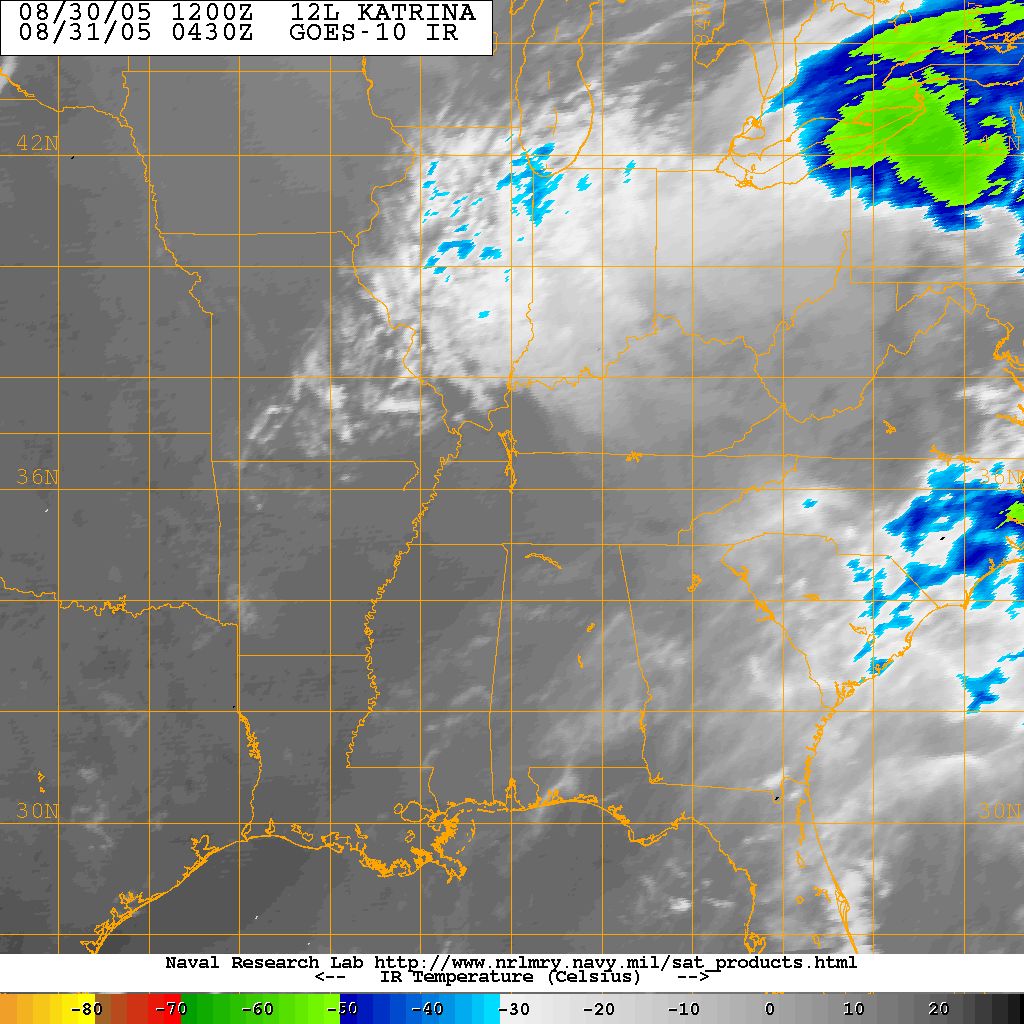 08/30/05 1200Z 12L KATRINA
08/31/05 0430Z GOES-10 IR
42N
36N 36N
30N 30N
Naval Research Lab http://www.nrlmry.navy.mil/sat_products.html
<-- IR Temperature (Celsius) -->
-80 -70 -60 -50 -40 -30 -20 -10 0 10 20